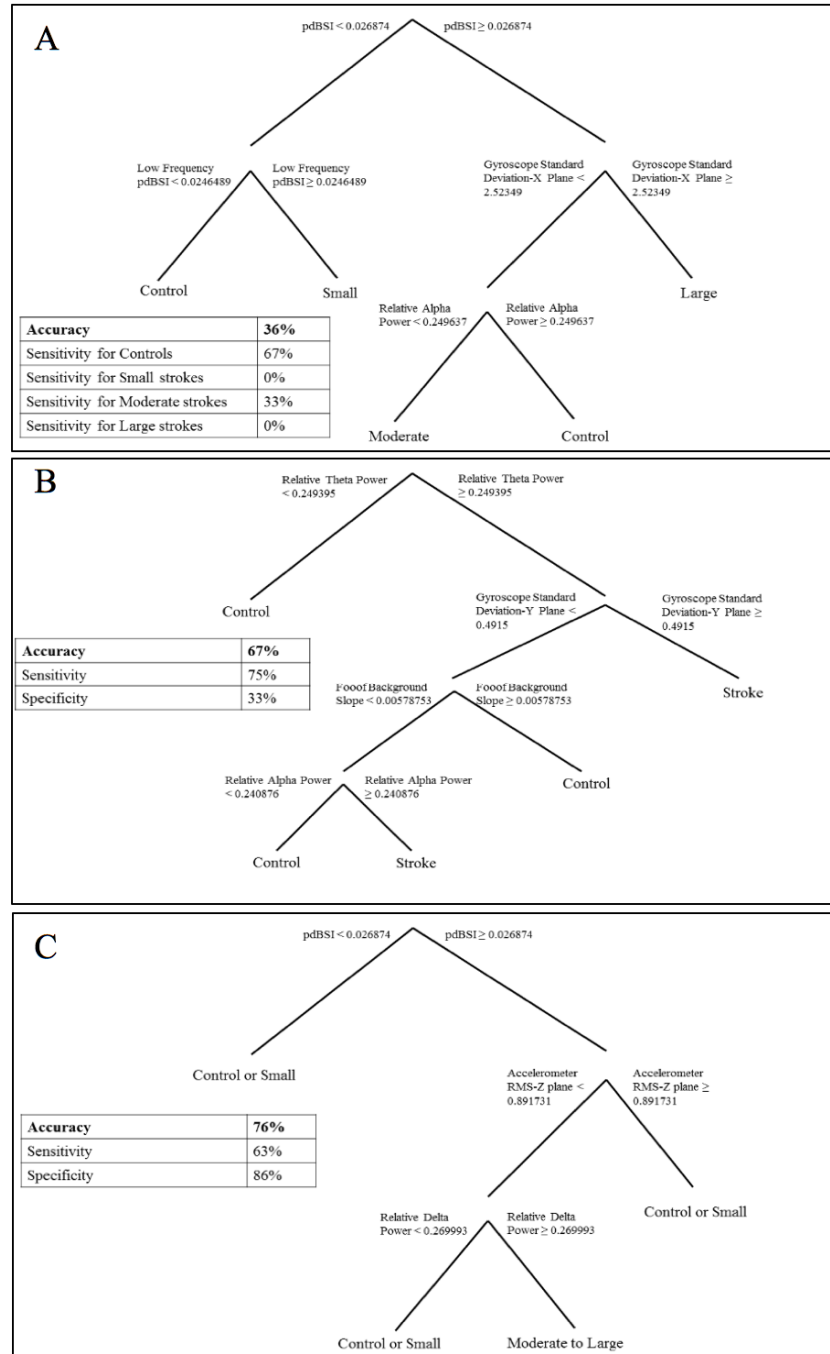 A
pdBSI < 0.026874
pdBSI ≥ 0.026874
Low Frequency
pdBSI < 0.0246489
Low Frequency
pdBSI ≥ 0.0246489
Gyroscope Standard
Deviation-X Plane <
2.52349
Gyroscope Standard
Deviation-X Plane ≥
2.52349
Control
Small
Relative Alpha
Power < 0.249637
Relative Alpha
Power ≥ 0.249637
Large
Accuracy 36%
Sensitivity for Controls 67%
Sensitivity for Small strokes 0%
Sensitivity for Moderate strokes 33%
Sensitivity for Large strokes 0%
Moderate
Control
B
Relative Theta Power
< 0.249395
Relative Theta Power
≥ 0.249395
Control
Gyroscope Standard
Deviation-Y Plane <
0.4915
Gyroscope Standard
Deviation-Y Plane ≥
0.4915
Accuracy 67%
Sensitivity 75%
Specificity 33%
Fooof Background
Slope < 0.00578753
Fooof Background
Slope ≥ 0.00578753
Stroke
Relative Alpha Power
< 0.240876
Relative Alpha Power
≥ 0.240876
Control
Control
Stroke
C
pdBSI < 0.026874
pdBSI ≥ 0.026874
Control or Small
Accelerometer
RMS-Z plane <
0.891731
Accelerometer
RMS-Z plane ≥
0.891731
Accuracy 76%
Sensitivity 63%
Specificity 86%
Relative Delta
Power < 0.269993
Relative Delta
Power ≥ 0.269993
Control or Small
Control or Small
Moderate to Large